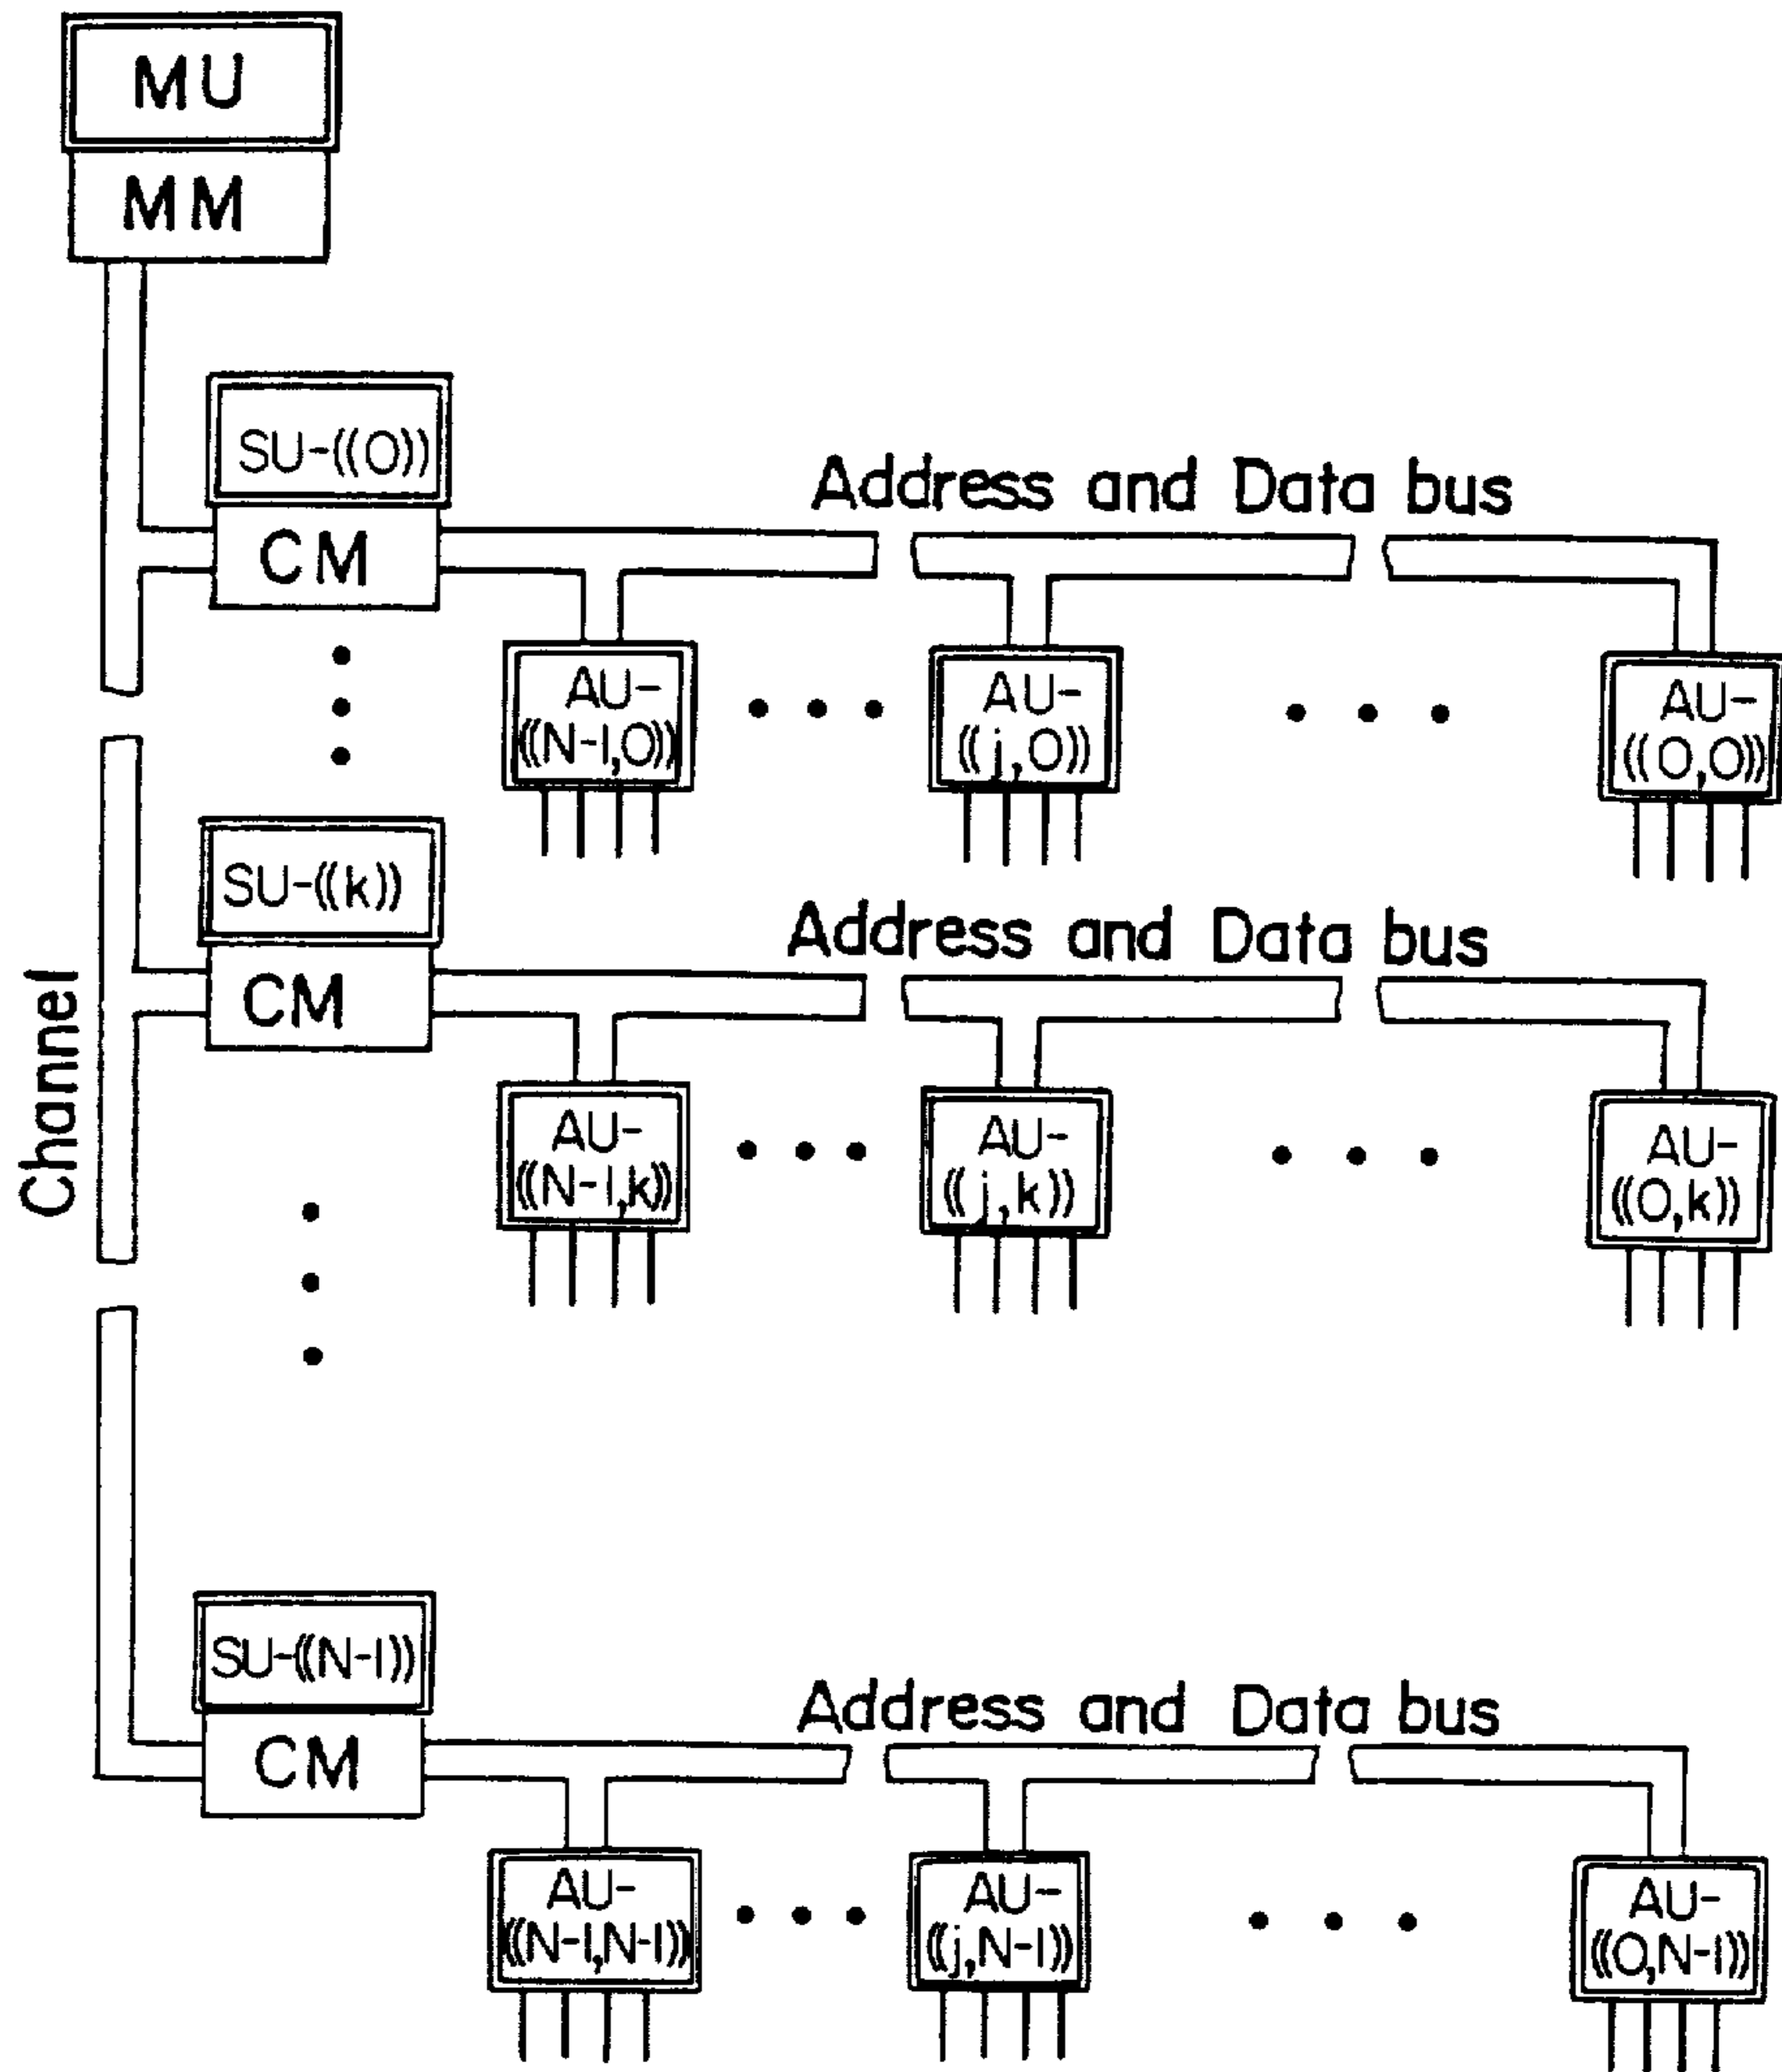 MU
MM
SU-((0))
CM
Address and Data bus
AU-
((N-1,0))
AU-
((j,0))
AU-
((0,0))
SU-((k))
CM
Address and Data bus
AU-
((N-1,k))
AU-
((j,k))
AU-
((0,k))
Channel
SU-((N-1))
CM
Address and Data bus
AU-
((N-1,N-1))
AU-
((j,N-1))
AU-
((0,N-1))